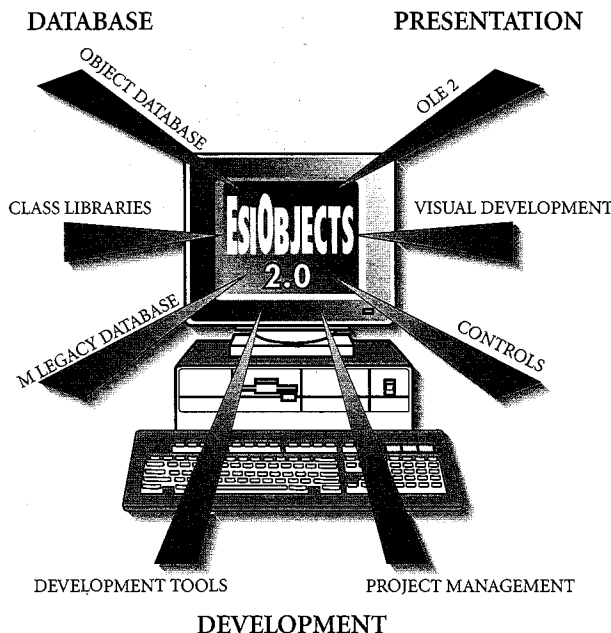 DATABASE
PRESENTATION
OBJECT DATABASE
OLE 2
CLASS LIBRARIES
ESIOBJECTS
2.0
VISUAL DEVELOPMENT
M LEGACY DATABASE
CONTROLS
DEVELOPMENT TOOLS
PROJECT MANAGEMENT
DEVELOPMENT